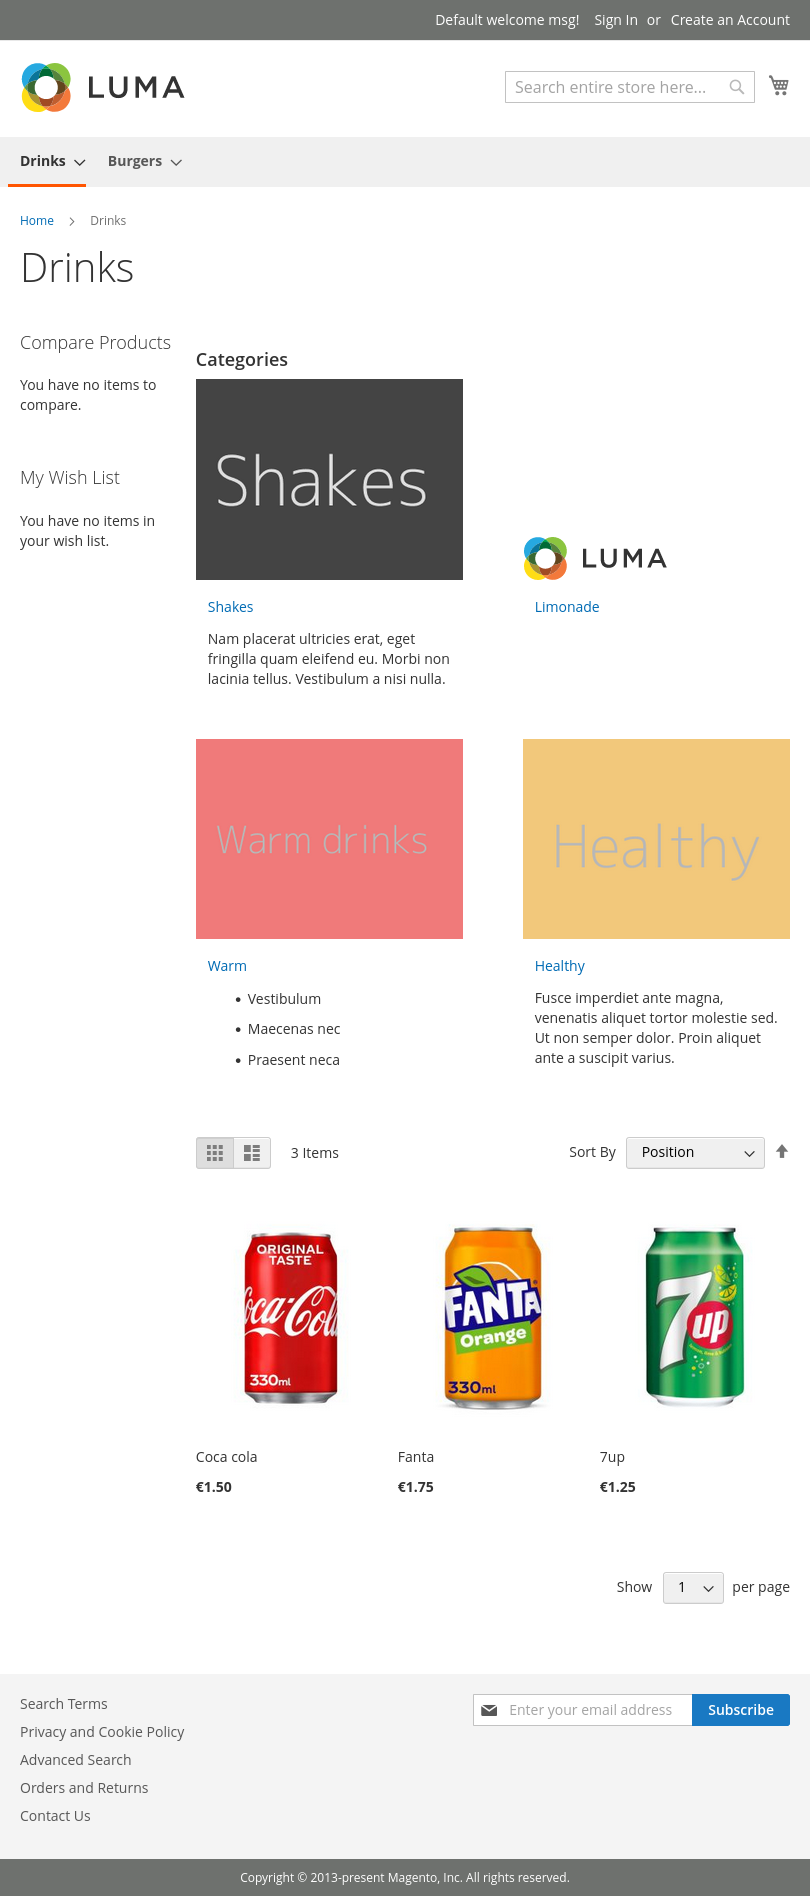 Default welcome msg! Sign In or Create an Account
LUMA
Search entire store here...
Drinks Burgers
Home Drinks
Drinks
Compare Products
You have no items to
compare.
My Wish List
You have no items in
your wish list.
Categories
Shakes
LUMA
Shakes
Nam placerat ultricies erat, eget
fringilla quam eleifend eu. Morbi non
lacinia tellus. Vestibulum a nisi nulla.
Limonade
Warm drinks
Healthy
Warm
• Vestibulum
• Maecenas nec
• Praesent neca
Healthy
Fusce imperdiet ante magna,
venenatis aliquet tortor molestie sed.
Ut non semper dolor. Proin aliquet
ante a suscipit varius.
3 Items
Sort By Position
ORIGINAL
TASTE
Coca-Cola
330ml
FANTA
Orange
330ml
7up
Coca cola
€1.50
Fanta
€1.75
7up
€1.25
Show 1 per page
Search Terms
Privacy and Cookie Policy
Advanced Search
Orders and Returns
Contact Us
Enter your email address Subscribe
Copyright © 2013-present Magento, Inc. All rights reserved.